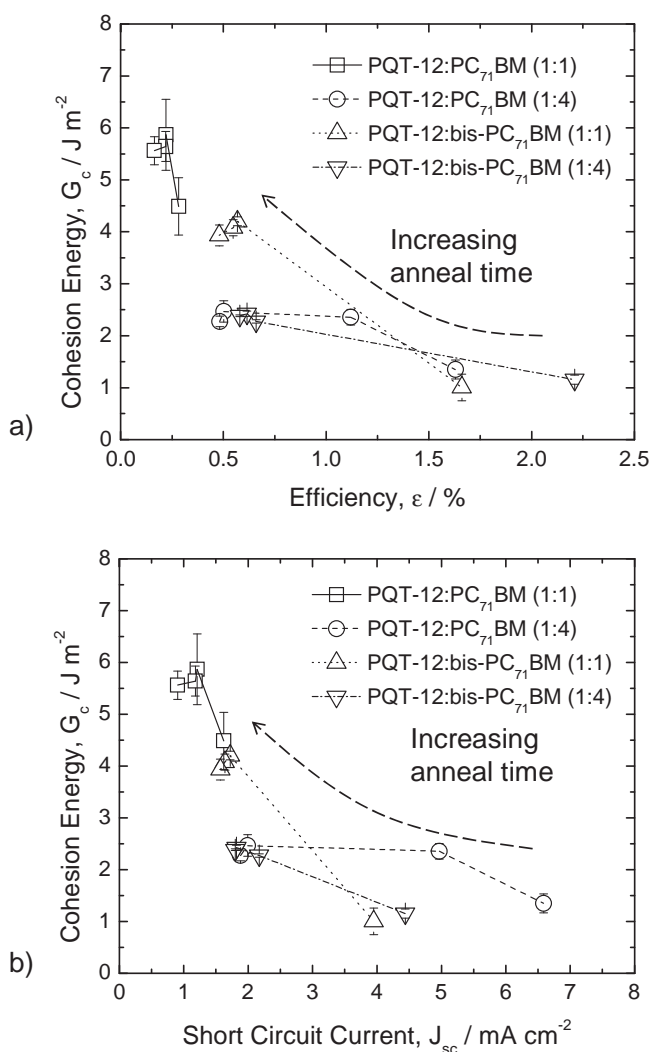 8
7
6
5
4
3
2
1
0
Cohesion Energy, G_c / J m⁻²
PQT-12:PC₇₁BM (1:1)
PQT-12:PC₇₁BM (1:4)
PQT-12:bis-PC₇₁BM (1:1)
PQT-12:bis-PC₇₁BM (1:4)
Increasing
anneal time
a)
0.0 0.5 1.0 1.5 2.0 2.5
Efficiency, ε / %
8
7
6
5
4
3
2
1
0
Cohesion Energy, G_c / J m⁻²
PQT-12:PC₇₁BM (1:1)
PQT-12:PC₇₁BM (1:4)
PQT-12:bis-PC₇₁BM (1:1)
PQT-12:bis-PC₇₁BM (1:4)
Increasing
anneal time
b)
0 1 2 3 4 5 6 7 8
Short Circuit Current, J_sc / mA cm⁻²